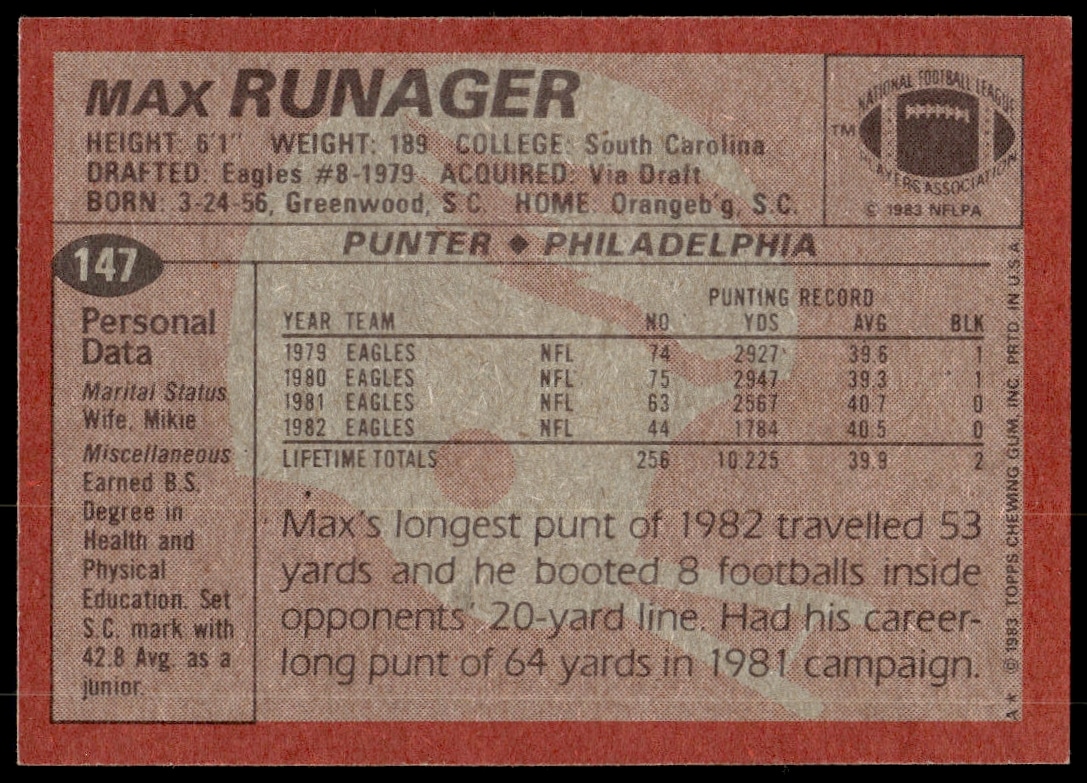 MAX RUNAGER
HEIGHT: 6'1" WEIGHT: 189 COLLEGE: South Carolina
DRAFTED: Eagles #8-1979 ACQUIRED: Via Draft
BORN: 3-24-56, Greenwood, S.C. HOME: Orangeb'g, S.C.
NATIONAL FOOTBALL LEAGUE
TM
PLAYERS ASSOCIATION
© 1983 NFLPA
147
PUNTER ♦ PHILADELPHIA
Personal
Data
Marital Status
Wife, Mikie
Miscellaneous
Earned B.S.
Degree in
Health and
Physical
Education. Set
S.C. mark with
42.8 Avg. as a
junior.
PUNTING RECORD
YEAR TEAM NO YDS AVG BLK
1979 EAGLES NFL 74 2927 39.6 1
1980 EAGLES NFL 75 2947 39.3 1
1981 EAGLES NFL 63 2567 40.7 0
1982 EAGLES NFL 44 1784 40.5 0
LIFETIME TOTALS 256 10,225 39.9 2
Max's longest punt of 1982 travelled 53
yards and he booted 8 footballs inside
opponents' 20-yard line. Had his career-
long punt of 64 yards in 1981 campaign.
A* © 1983 TOPPS CHEWING GUM, INC. PRTD. IN U.S.A.